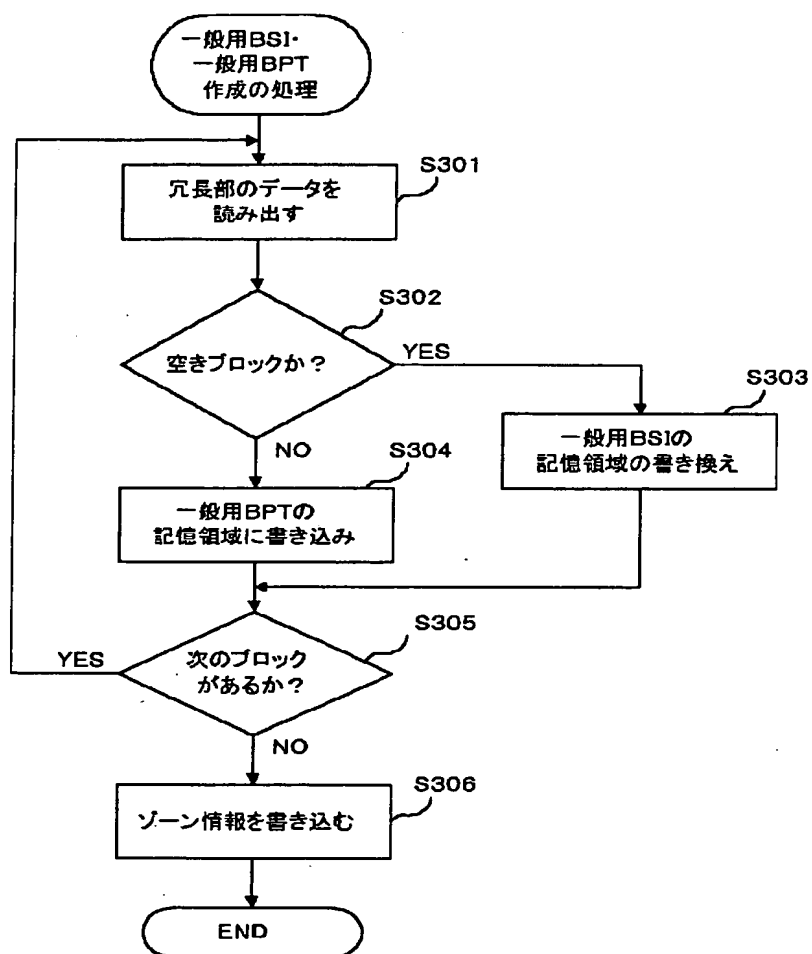 一般用BSI・
一般用BPT
作成の処理
S301
冗長部のデータを
読み出す
S302
空きブロックか？
YES
S303
一般用BSIの
記憶領域の書き換え
NO
S304
一般用BPTの
記憶領域に書き込み
S305
YES
次のブロック
があるか？
NO
S306
ゾーン情報を書き込む
END